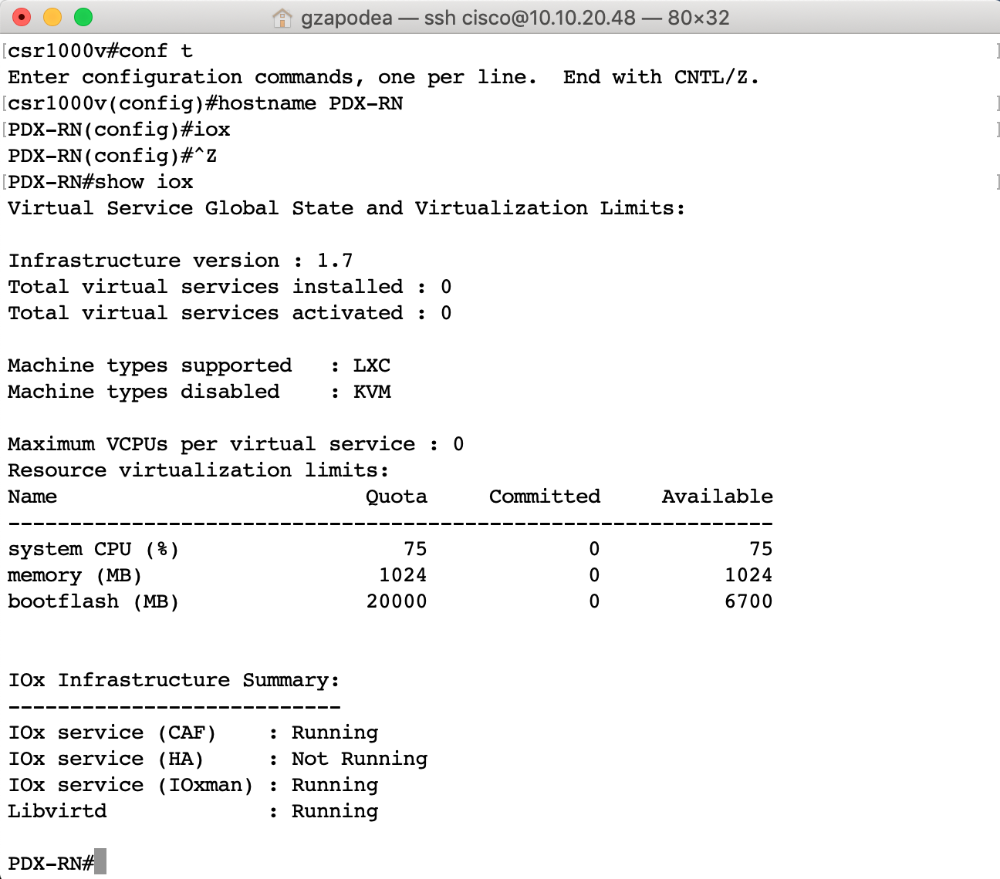 gzapodea — ssh cisco@10.10.20.48 — 80×32
[csr1000v#conf t ]
Enter configuration commands, one per line.  End with CNTL/Z.
[csr1000v(config)#hostname PDX-RN ]
[PDX-RN(config)#iox ]
PDX-RN(config)#^Z
[PDX-RN#show iox ]
Virtual Service Global State and Virtualization Limits:
Infrastructure version : 1.7
Total virtual services installed : 0
Total virtual services activated : 0
Machine types supported   : LXC
Machine types disabled    : KVM
Maximum VCPUs per virtual service : 0
Resource virtualization limits:
Name                         Quota     Committed     Available
--------------------------------------------------------------
system CPU (%)                  75             0            75
memory (MB)                   1024             0          1024
bootflash (MB)               20000             0          6700
IOx Infrastructure Summary:
---------------------------
IOx service (CAF)    : Running
IOx service (HA)     : Not Running
IOx service (IOxman) : Running
Libvirtd             : Running
PDX-RN#